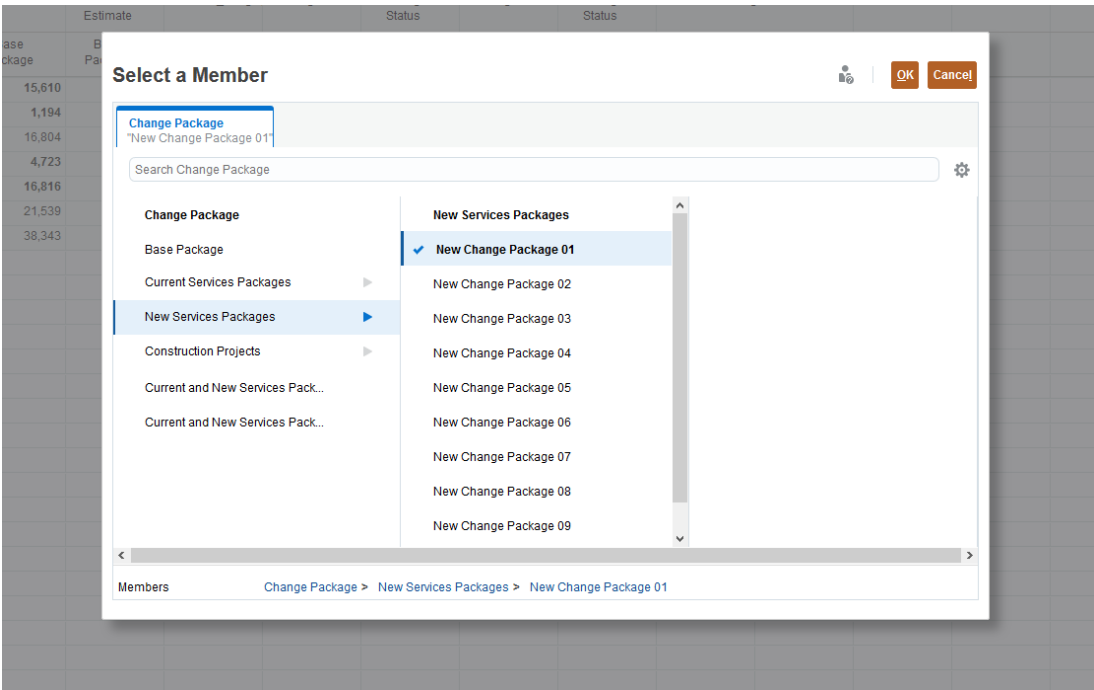 Estimate
Status
Status
ase
ckage
B
Pac
15,610
1,194
16,804
4,723
16,816
21,539
38,343
Select a Member
OK
Cancel
Change Package
"New Change Package 01"
Search Change Package
Change Package
Base Package
Current Services Packages
New Services Packages
Construction Projects
Current and New Services Pack...
Current and New Services Pack...
New Services Packages
New Change Package 01
New Change Package 02
New Change Package 03
New Change Package 04
New Change Package 05
New Change Package 06
New Change Package 07
New Change Package 08
New Change Package 09
Members
Change Package > New Services Packages > New Change Package 01